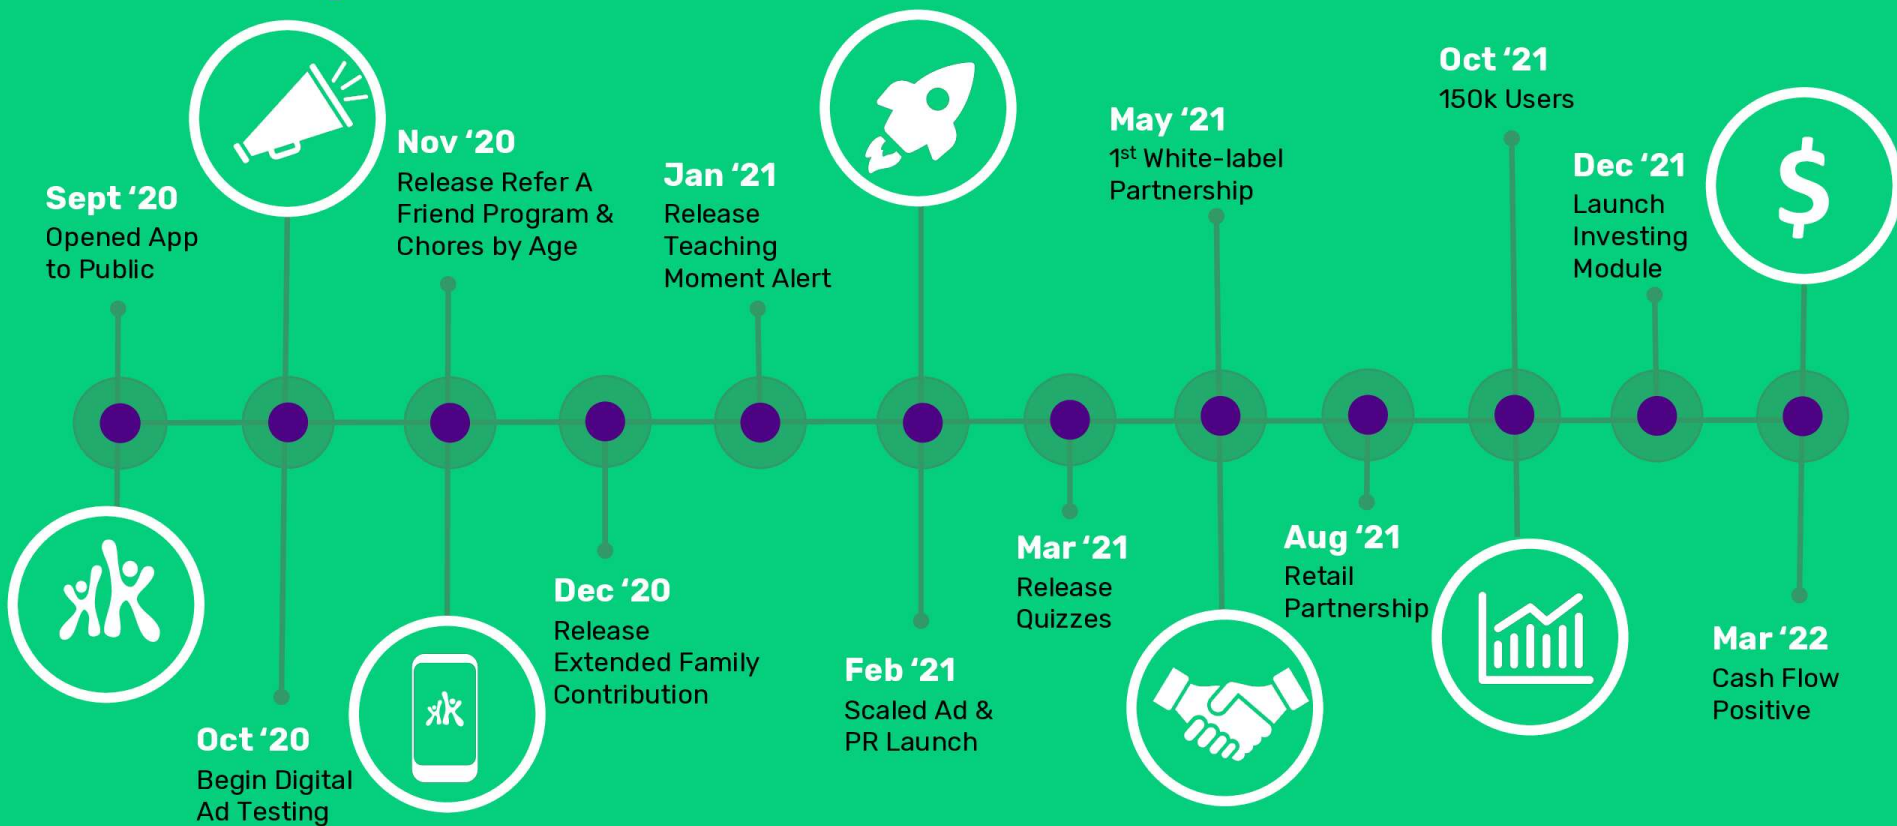 Sept ‘20
Opened App
to Public
Oct ‘20
Begin Digital
Ad Testing
Nov ‘20
Release Refer A
Friend Program &
Chores by Age
Dec ‘20
Release
Extended Family
Contribution
Jan ‘21
Release
Teaching
Moment Alert
Feb ‘21
Scaled Ad &
PR Launch
Mar ‘21
Release
Quizzes
May ‘21
1st White-label
Partnership
Aug ‘21
Retail
Partnership
Oct ‘21
150k Users
Dec ‘21
Launch
Investing
Module
$
Mar ‘22
Cash Flow
Positive